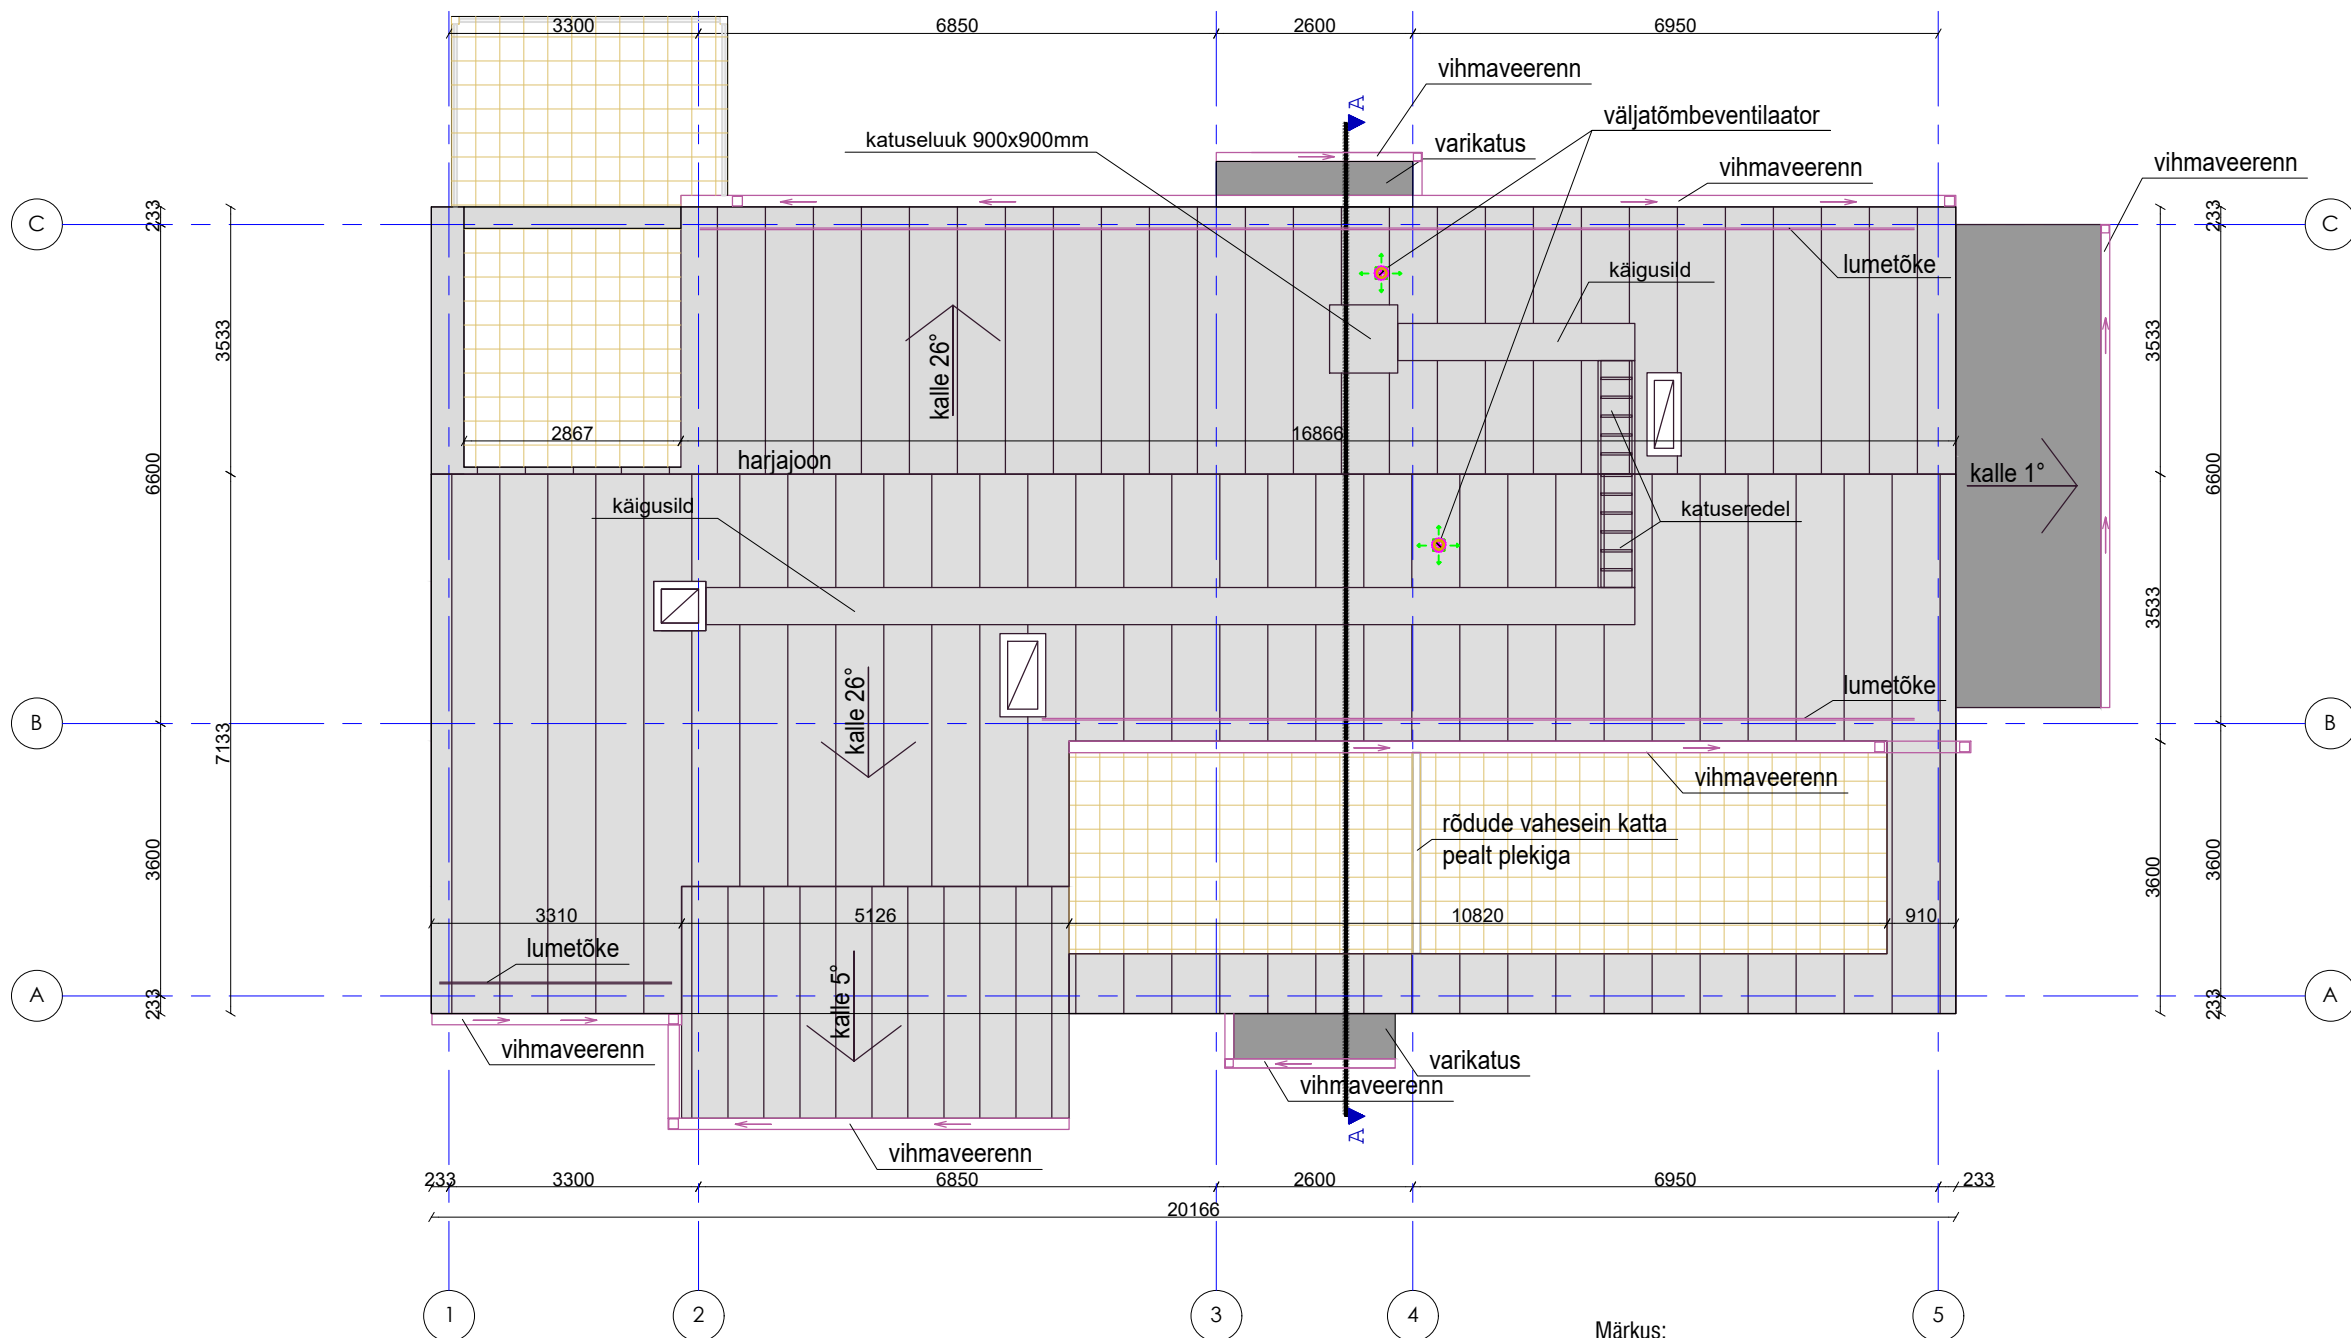 3300
6850
2600
6950
vihmaveerenn
A
väljatõmbeventilaator
katuseluuk 900x900mm
varikatus
vihmaveerenn
vihmaveerenn
C
233
233
C
lumetõke
käigusild
3533
kalle 26°
3533
2867
16866
harjajoon
kalle 1°
6600
6600
käigusild
katuseredel
3533
kalle 26°
lumetõke
B
B
7133
vihmaveerenn
rõdude vahesein katta
pealt plekiga
3600
3600
3600
3310
5126
10820
910
lumetõke
kalle 5°
A
233
233
A
vihmaveerenn
varikatus
vihmaveerenn
A
vihmaveerenn
233
3300
6850
2600
6950
233
20166
1
2
3
4
5
Märkus: